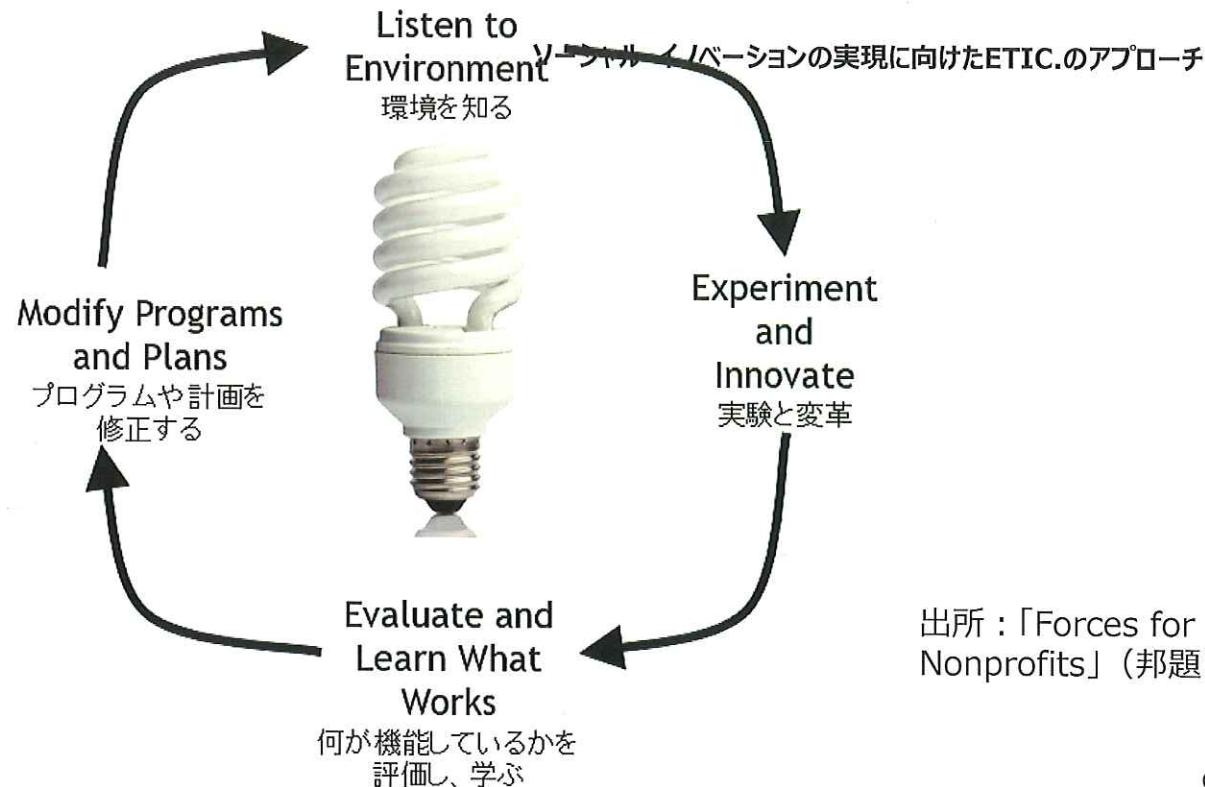 Listen to
Environment
環境を知る
ソーシャル・イノベーションの実現に向けたETIC.のアプローチ
Experiment
and
Innovate
実験と変革
Evaluate and
Learn What
Works
何が機能しているかを
評価し、学ぶ
Modify Programs
and Plans
プログラムや計画を
修正する
出所：「Forces for
Nonprofits」（邦題